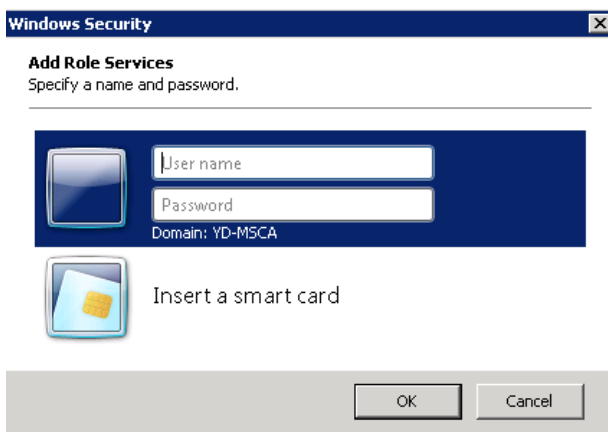 Windows Security
Add Role Services
Specify a name and password.
User name
Password
Domain: YD-MSCA
Insert a smart card
OK
Cancel